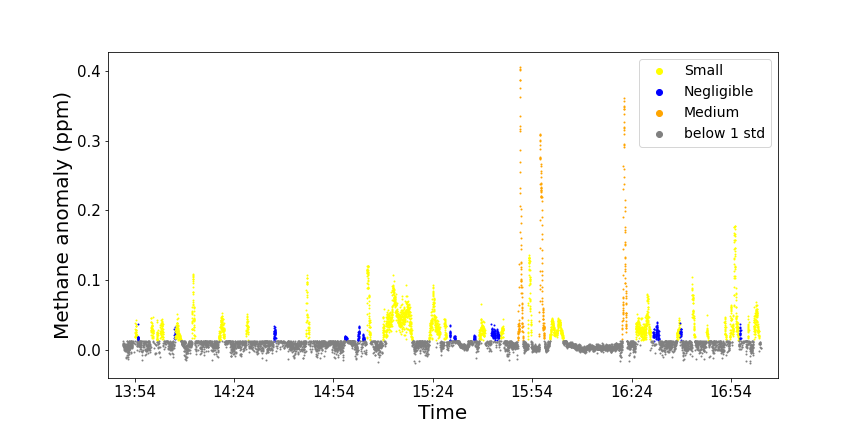 Small
Negligible
Medium
below 1 std
Methane anomaly (ppm)
0.4
0.3
0.2
0.1
0.0
13:54 14:24 14:54 15:24 15:54 16:24 16:54
Time